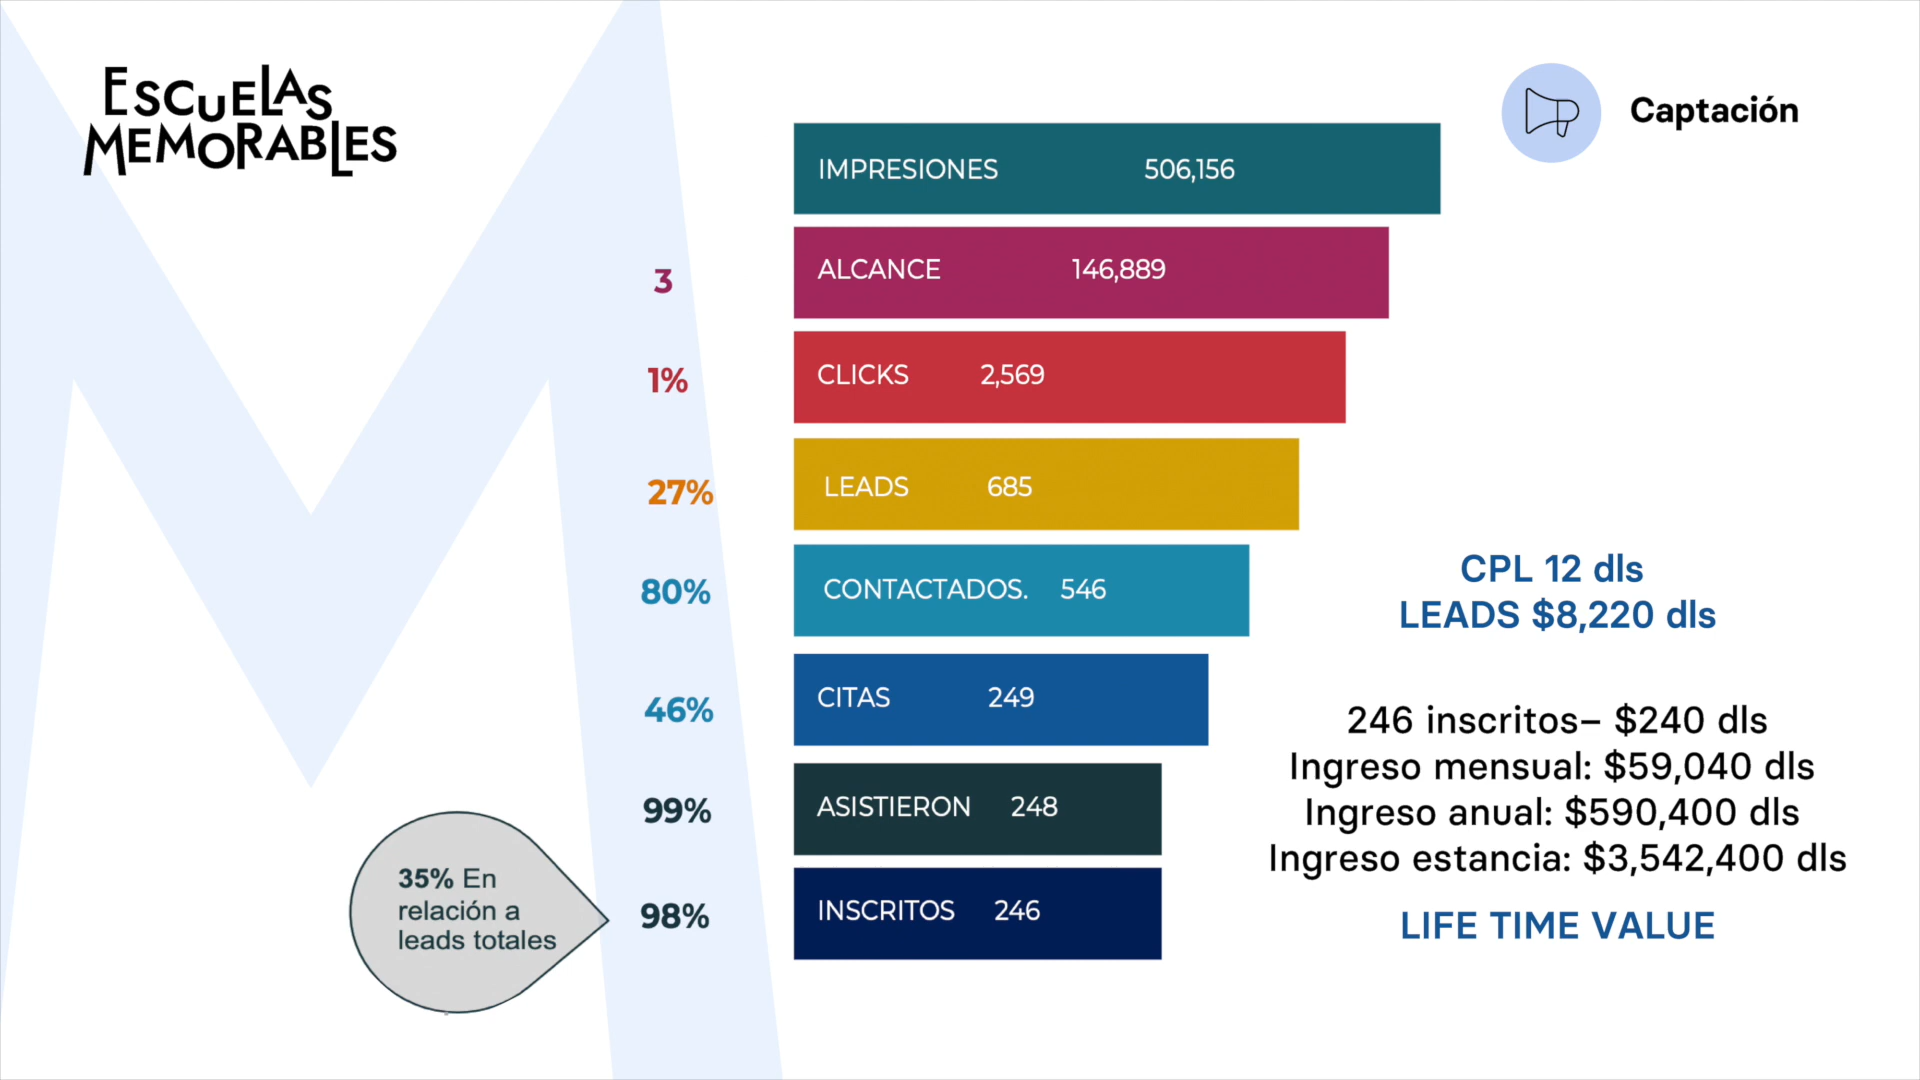 ESCUELAS
MEMORABLES
Captación
IMPRESIONES 506,156
3 ALCANCE 146,889
1% CLICKS 2,569
27% LEADS 685
80% CONTACTADOS. 546
46% CITAS 249
99% ASISTIERON 248
98% INSCRITOS 246
35% En
relación a
leads totales
CPL 12 dls
LEADS $8,220 dls
246 inscritos– $240 dls
Ingreso mensual: $59,040 dls
Ingreso anual: $590,400 dls
Ingreso estancia: $3,542,400 dls
LIFE TIME VALUE